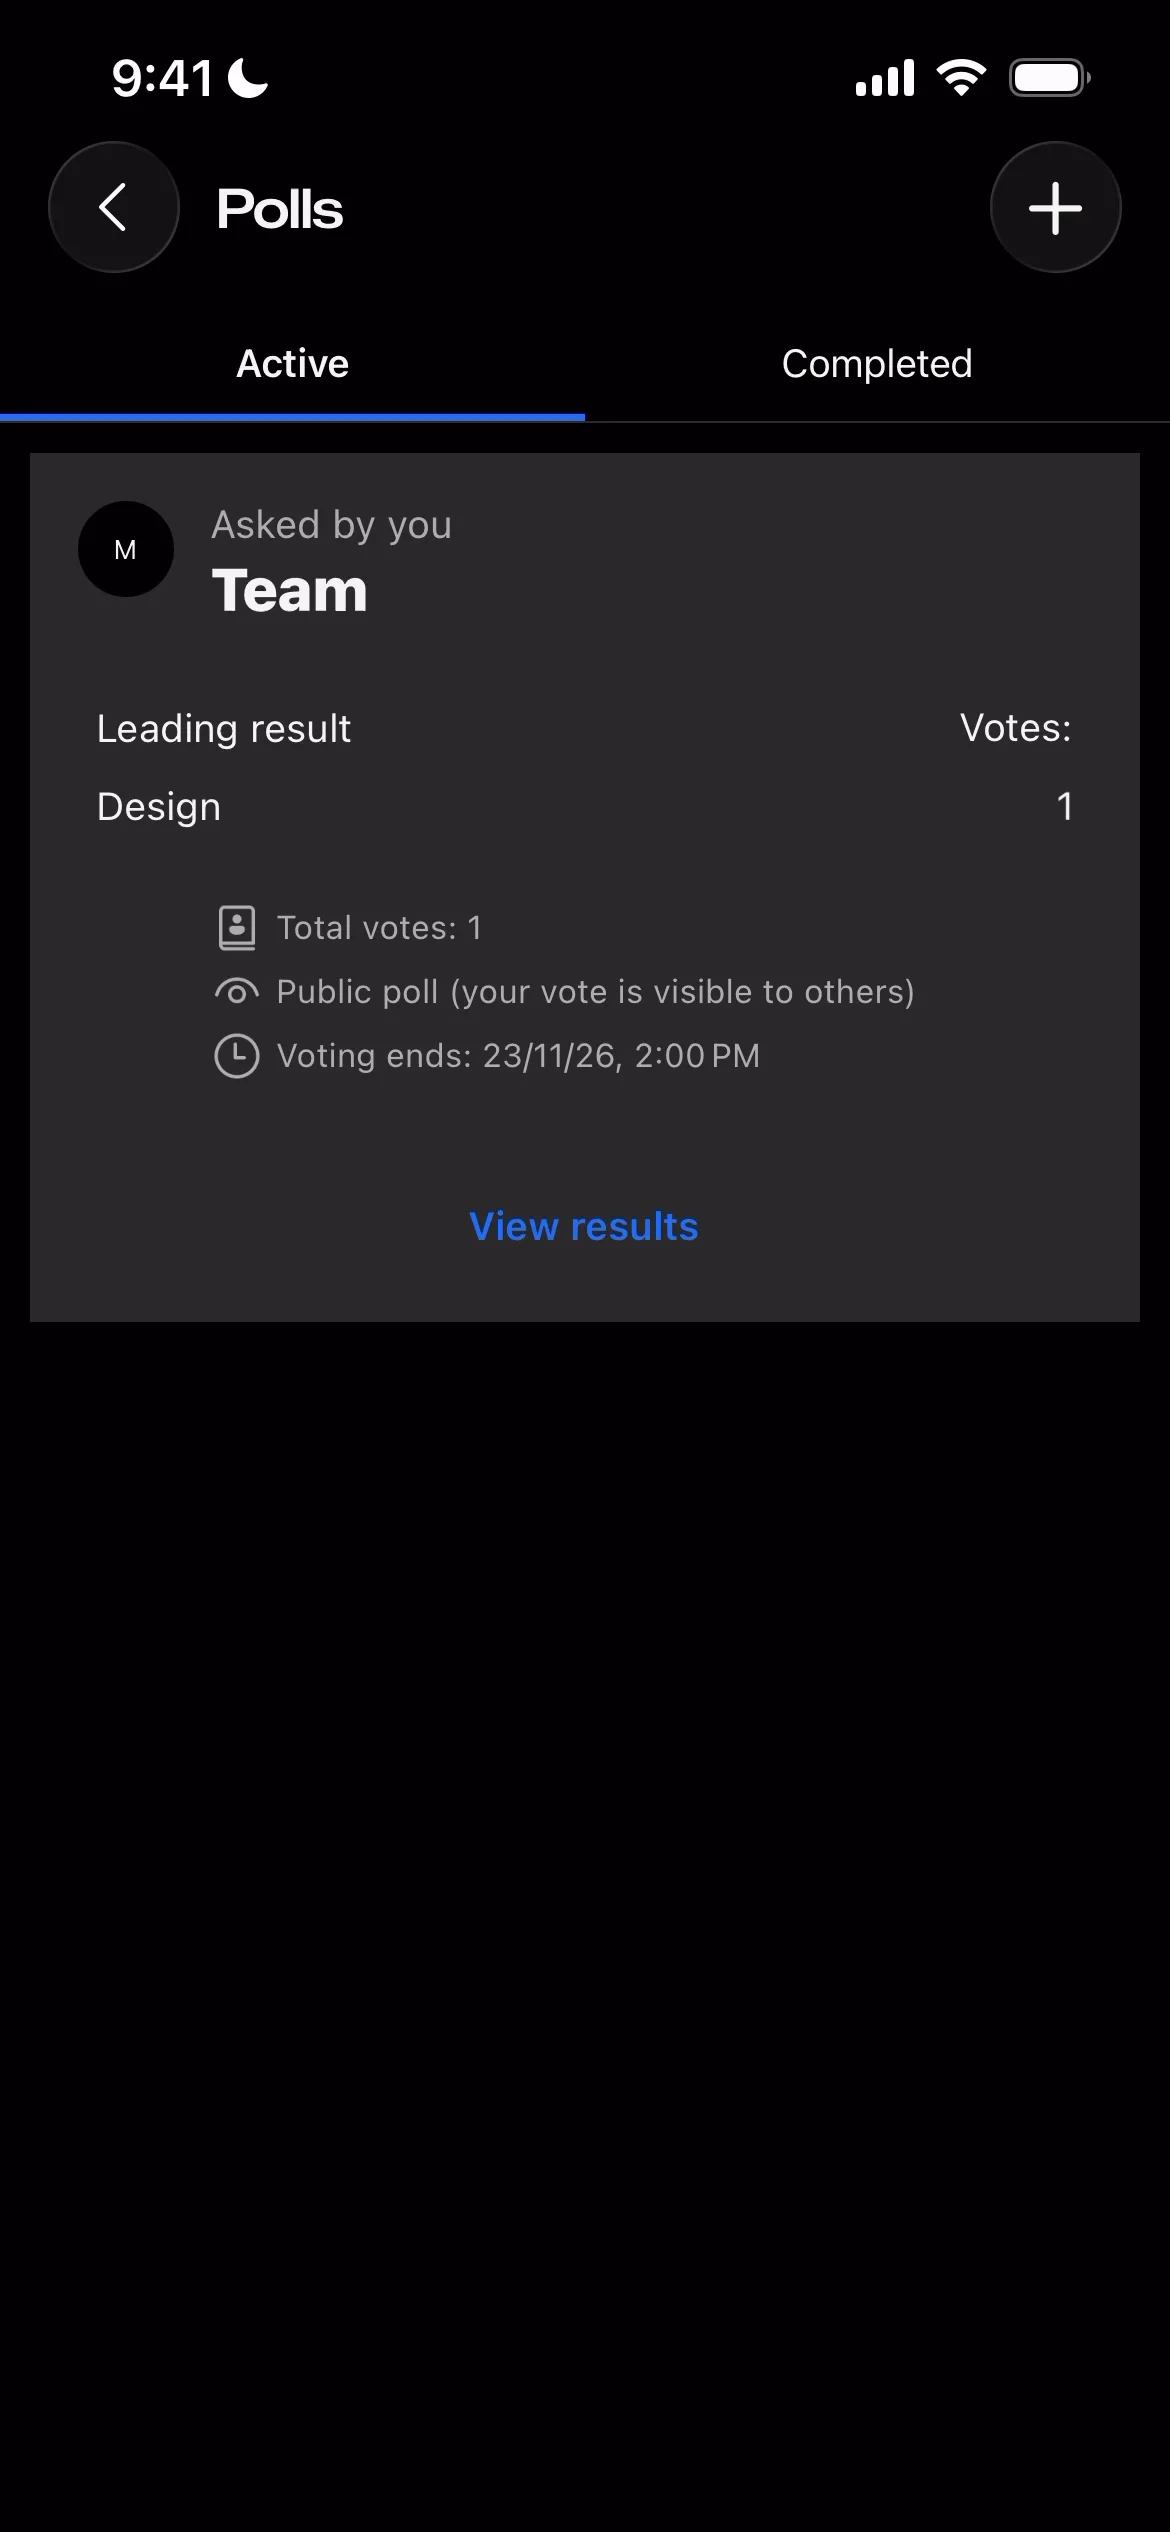 9:41
Polls
Active
Completed
M
Asked by you
Team
Leading result
Votes:
Design
1
Total votes: 1
Public poll (your vote is visible to others)
Voting ends: 23/11/26, 2:00 PM
View results